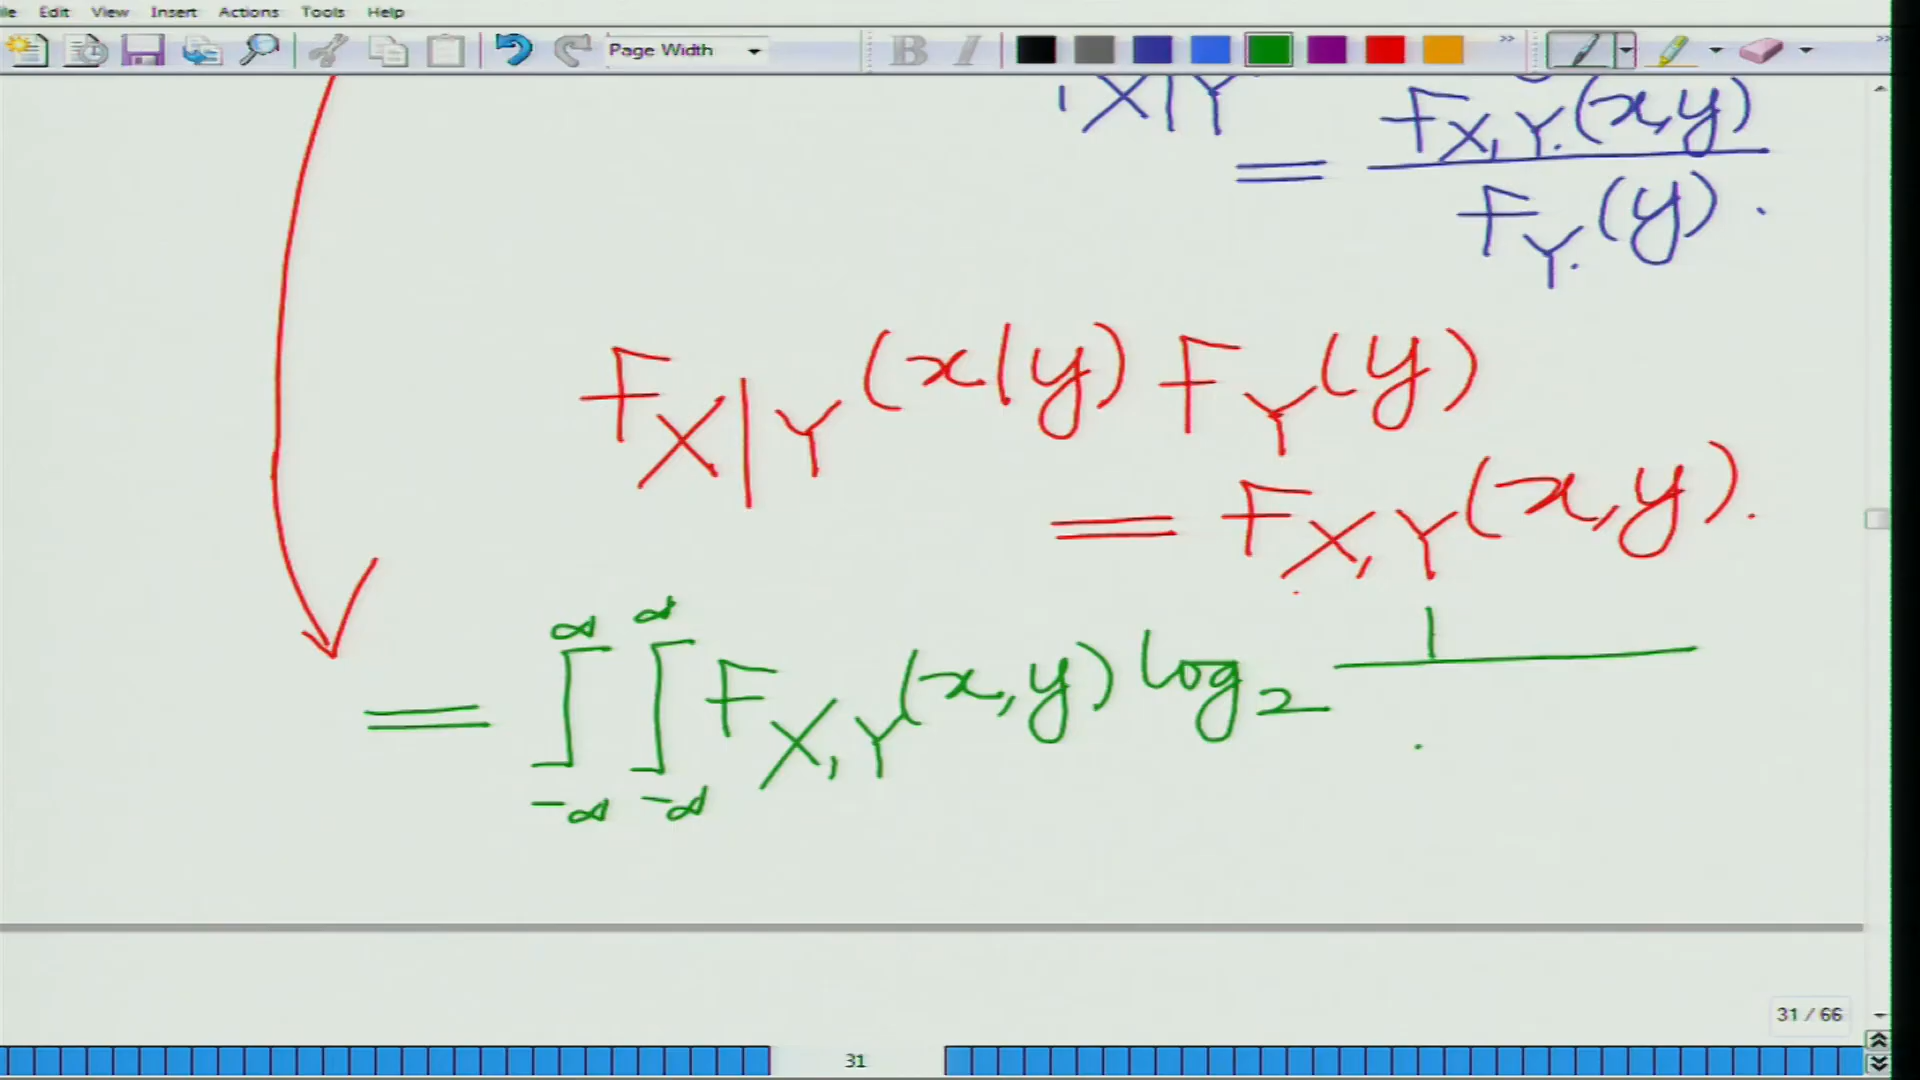 Edit View Insert Actions Tools Help
Page Width B I
X|Y = F_{X,Y}(x,y) / F_Y(y).
F_{X|Y}(x|y) F_Y(y)
= F_{X,Y}(x,y).
= ∫_{-∞}^{∞} ∫_{-∞}^{∞} F_{X,Y}(x,y) log_2 1/
31 / 66
31